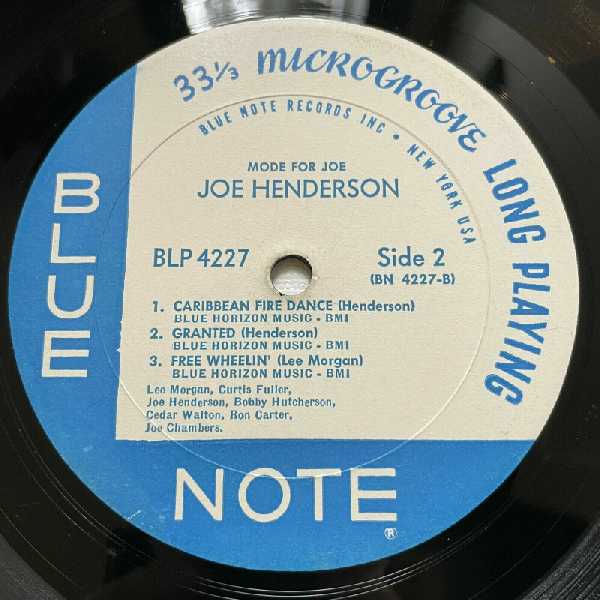 33⅓ MICROGROOVE LONG PLAYING
BLUE NOTE RECORDS INC • NEW YORK USA
MODE FOR JOE
JOE HENDERSON
BLP 4227
Side 2
(BN 4227-B)
1. CARIBBEAN FIRE DANCE (Henderson)
BLUE HORIZON MUSIC - BMI
2. GRANTED (Henderson)
BLUE HORIZON MUSIC - BMI
3. FREE WHEELIN' (Lee Morgan)
BLUE HORIZON MUSIC - BMI
Lee Morgan, Curtis Fuller,
Joe Henderson, Bobby Hutcherson,
Cedar Walton, Ron Carter,
Joe Chambers.
BLUE
NOTE ®